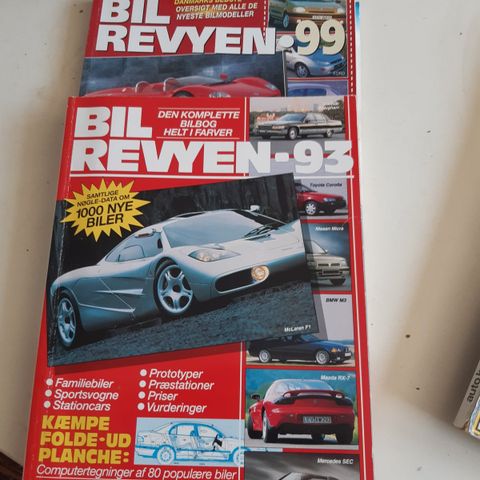 DANMARKS BEDSTE
OVERSIGT MED ALLE DE
NYESTE BILMODELLER
BIL
REVYEN·99
DEN KOMPLETTE
BILBOG
HELT I FARVER
BIL
REVYEN·93
SAMTLIGE
NØGLE-DATA OM
1000 NYE
BILER
Toyota Corolla
Nissan Micra
BMW M3
McLaren F1
Mazda RX-7
• Familiebiler
• Sportsvogne
• Stationcars
• Prototyper
• Præstationer
• Priser
• Vurderinger
KÆMPE
FOLDE-UD
PLANCHE:
Computertegninger af 80 populære biler
Mercedes SEC